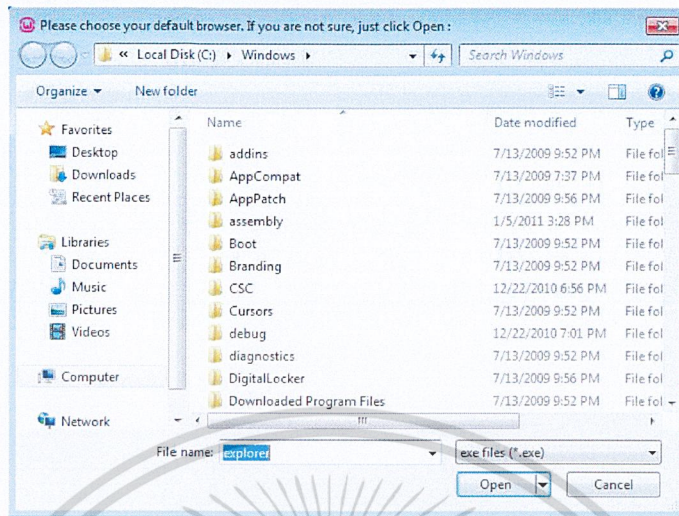 Please choose your default browser. If you are not sure, just click Open :
« Local Disk (C:) ▸ Windows ▸ Search Windows
Organize New folder
Favorites
Desktop
Downloads
Recent Places
Libraries
Documents
Music
Pictures
Videos
Computer
Network
Name Date modified Type
addins 7/13/2009 9:52 PM File fol
AppCompat 7/13/2009 7:37 PM File fol
AppPatch 7/13/2009 9:56 PM File fol
assembly 1/5/2011 3:28 PM File fol
Boot 7/13/2009 9:52 PM File fol
Branding 7/13/2009 9:52 PM File fol
CSC 12/22/2010 6:56 PM File fol
Cursors 7/13/2009 9:52 PM File fol
debug 12/22/2010 7:01 PM File fol
diagnostics 7/13/2009 9:52 PM File fol
DigitalLocker 7/13/2009 9:56 PM File fol
Downloaded Program Files 7/13/2009 9:52 PM File fol
File name: explorer exe files (*.exe)
Open Cancel